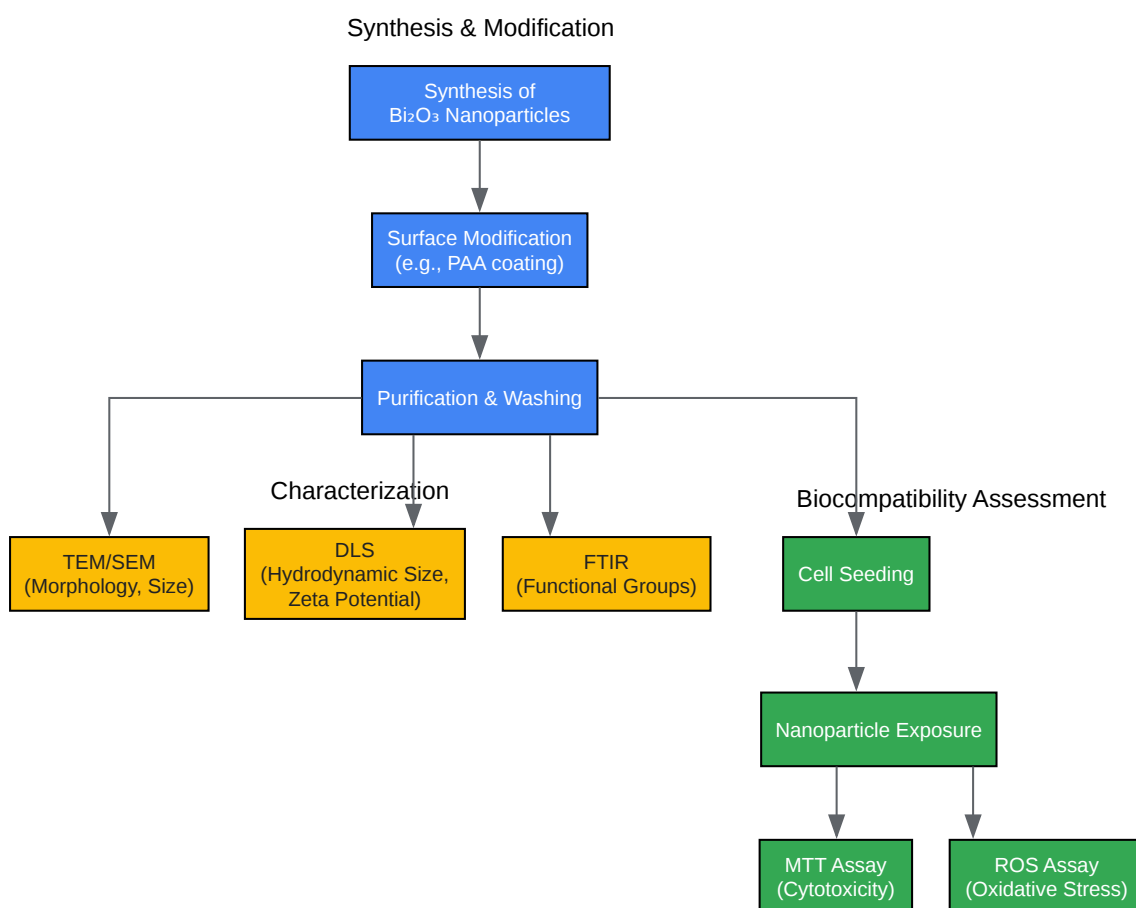 Synthesis & Modification
Synthesis of
Bi₂O₃ Nanoparticles
Surface Modification
(e.g., PAA coating)
Purification & Washing
Characterization
Biocompatibility Assessment
TEM/SEM
(Morphology, Size)
DLS
(Hydrodynamic Size,
Zeta Potential)
FTIR
(Functional Groups)
Cell Seeding
Nanoparticle Exposure
MTT Assay
(Cytotoxicity)
ROS Assay
(Oxidative Stress)